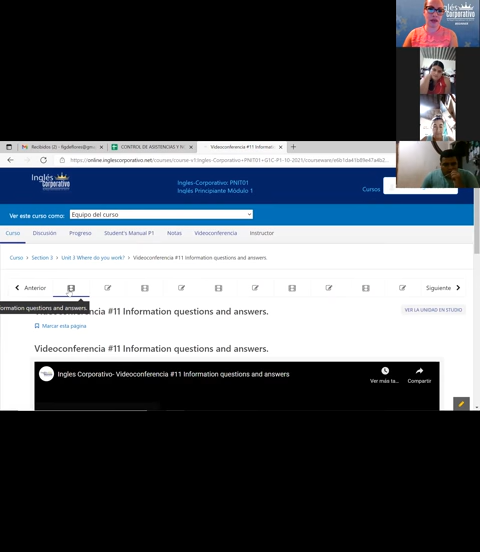 Inglés
Corporativo
Recibidos (2) - figdeflores@gm
CONTROL DE ASISTENCIAS Y N
Videoconferencia #11 Informatio
https://online.inglescorporativo.net/courses/course-v1:Ingles-Corporativo+PNIT01+G1C-P1-10-2021/courseware/
Inglés
Corporativo
Ingles-Corporativo: PNIT01
Inglés Principiante Módulo 1
Cursos
Ver este curso como:
Equipo del curso
Curso
Discusión
Progreso
Student's Manual P1
Notas
Videoconferencia
Instructor
Curso > Section 3 > Unit 3 Where do you work? > Videoconferencia #11 Information questions and answers.
Anterior
Siguiente
formation questions and answers.
Videoconferencia #11 Information questions and answers.
VER LA UNIDAD EN STUDIO
Marcar esta página
Videoconferencia #11 Information questions and answers.
Ingles Corporativo- Videoconferencia #11 Information questions and answers
Ver más ta...
Compartir